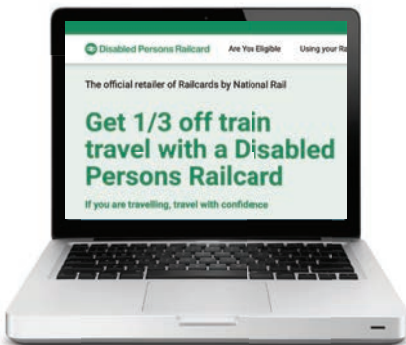 Disabled Persons Railcard Are You Eligible Using your Ra
The official retailer of Railcards by National Rail
Get 1/3 off train
travel with a Disabled
Persons Railcard
If you are travelling, travel with confidence